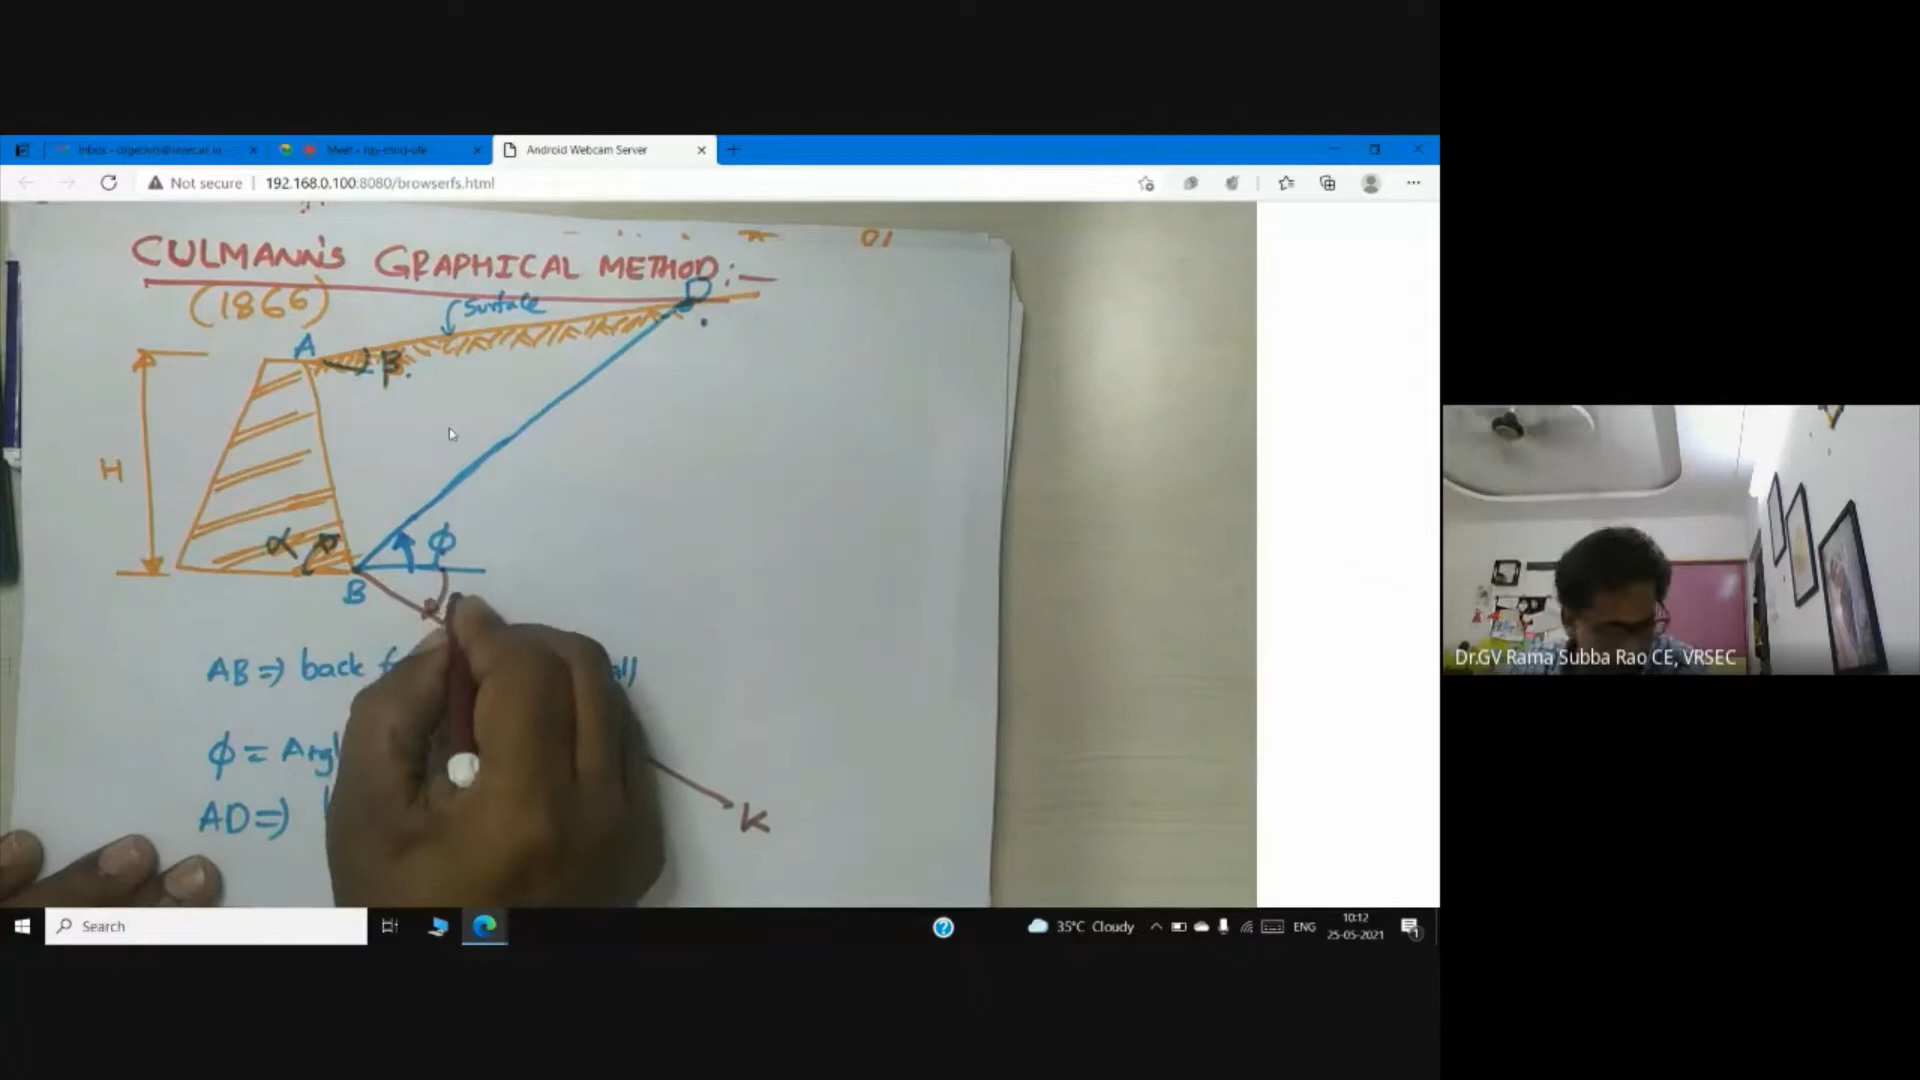 Meet -
Android Webcam Server
Not secure | 192.168.0.100:8080/browserfs.html
01
CULMANN'S GRAPHICAL METHOD:-
(1866)
Surface
D
A
β.
H
α
ϕ
B
AB => back
ϕ = Angl
AD =>
K
Dr.GV Rama Subba Rao CE, VRSEC
Search
35°C Cloudy
ENG
10:12
25-05-2021
1